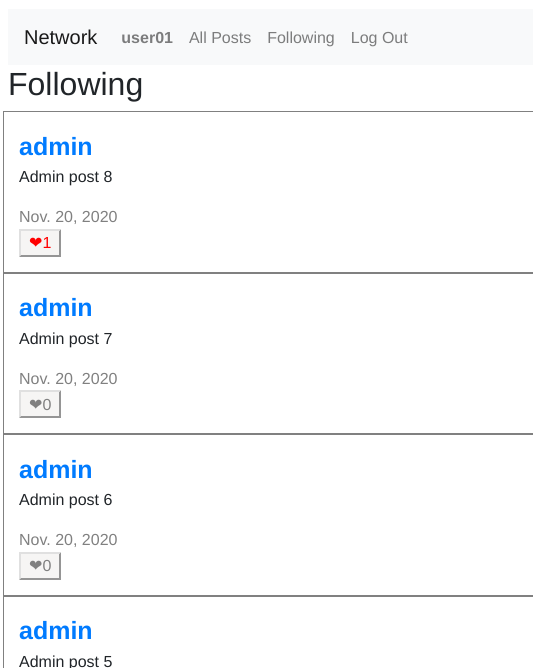 Network user01 All Posts Following Log Out
Following
admin
Admin post 8
Nov. 20, 2020
❤1
admin
Admin post 7
Nov. 20, 2020
❤0
admin
Admin post 6
Nov. 20, 2020
❤0
admin
Admin post 5